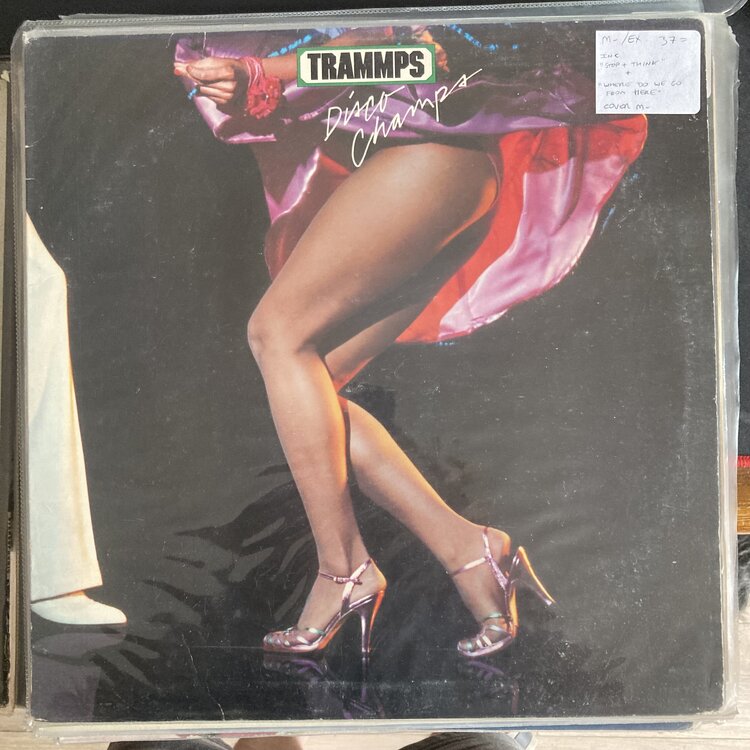 TRAMMPS
Disco
Champs
M-/EX 37=
INC
"STOP + THINK"
+
"WHERE DO WE GO
FROM HERE"
COVER M-